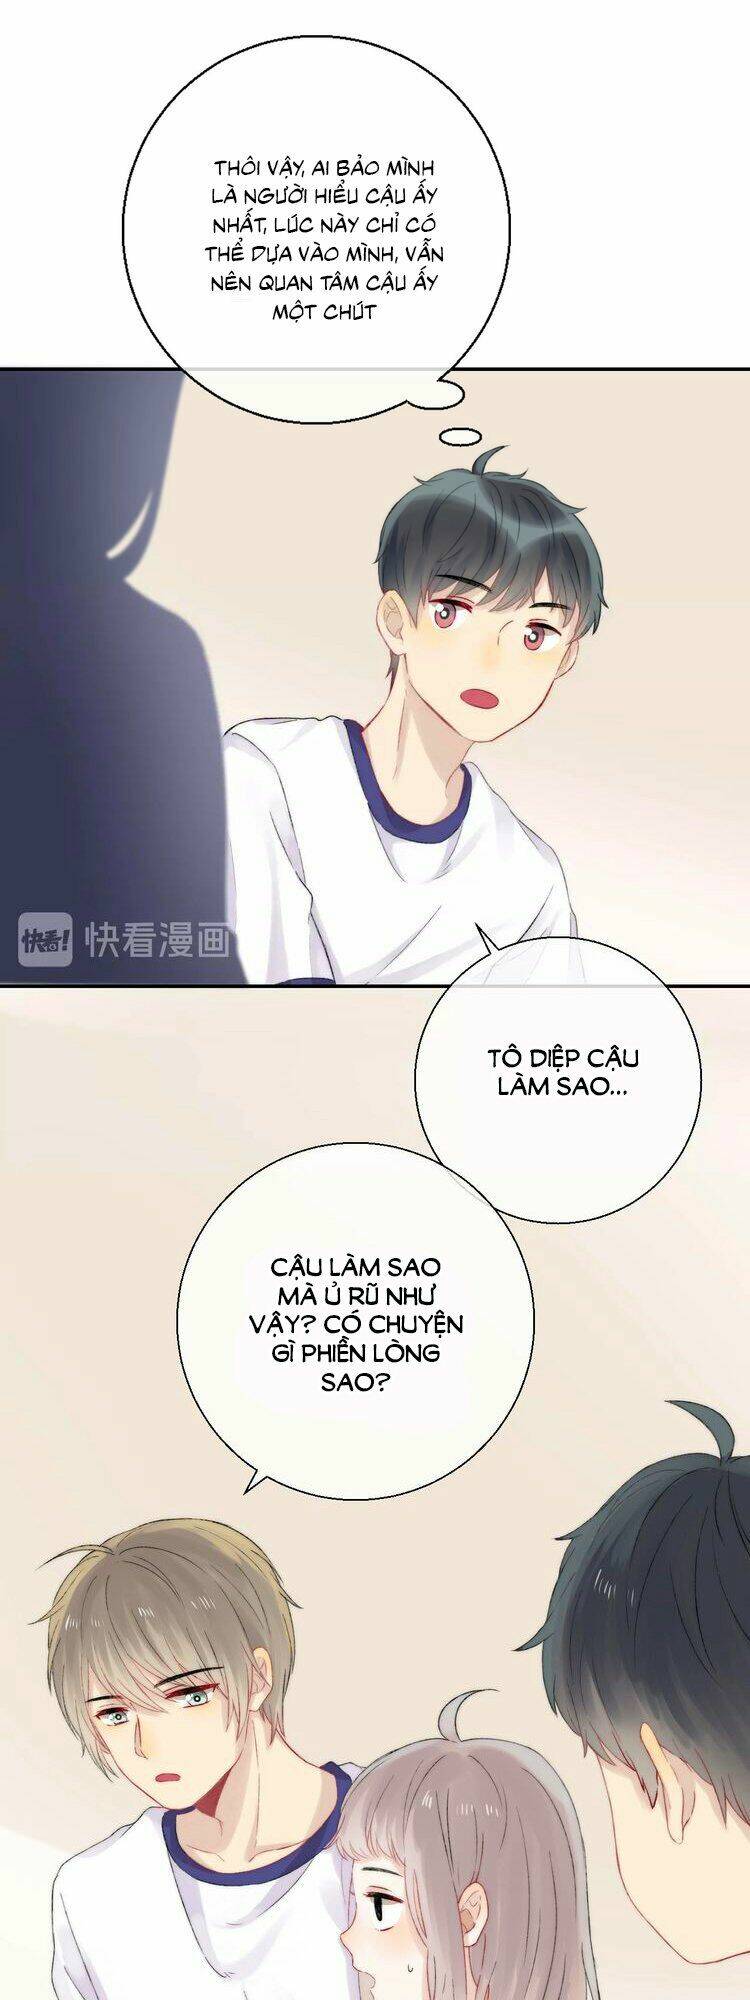 THÔI VẬY, AI BẢO MÌNH
LÀ NGƯỜI HIỂU CẬU ẤY
NHẤT, LÚC NÀY CHỈ CÓ
THỂ DỰA VÀO MÌNH, VẪN
NÊN QUAN TÂM CẬU ẤY
MỘT CHÚT
快看! 快看漫画
TÔ DIỆP CẬU
LÀM SAO...
CẬU LÀM SAO
MÀ Ủ RŨ NHƯ
VẬY? CÓ CHUYỆN
GÌ PHIỀN LÒNG
SAO?